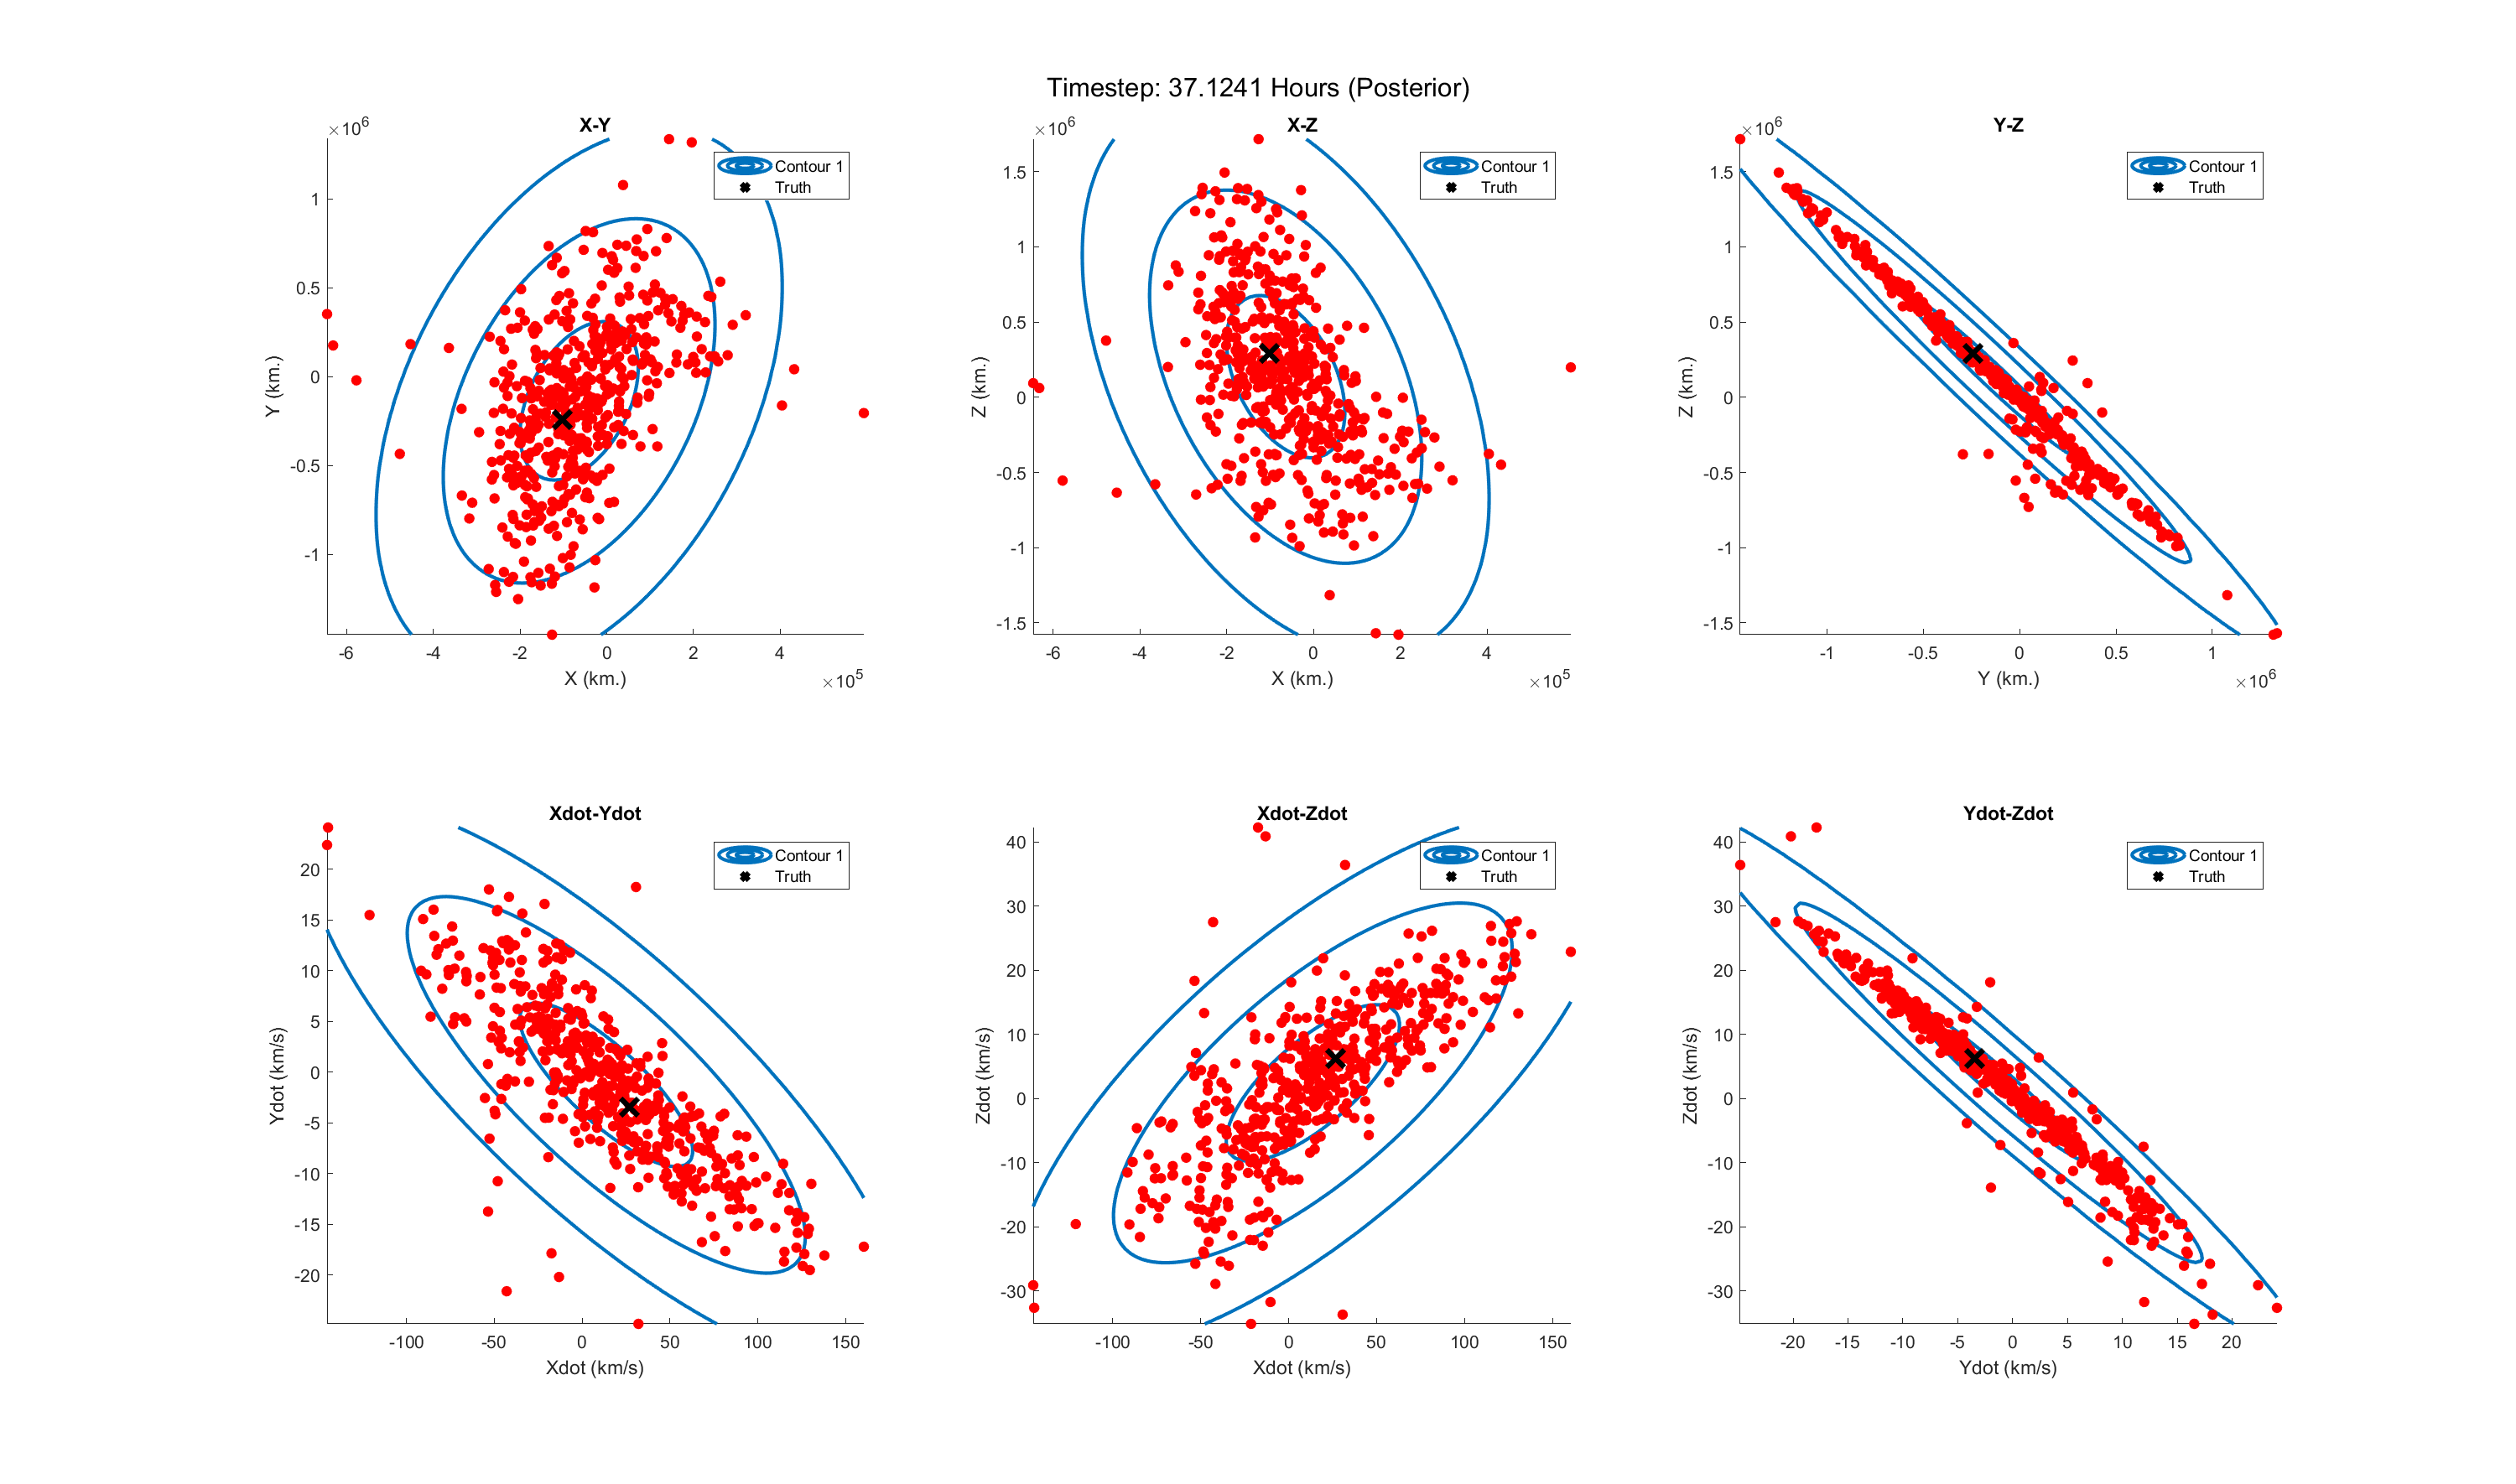 Timestep: 37.1241 Hours (Posterior)
X-Y
×10^6
Contour 1
Truth
1
0.5
0
-0.5
-1
Y (km.)
-6 -4 -2 0 2 4
X (km.)
×10^5
X-Z
×10^6
Contour 1
Truth
1.5
1
0.5
0
-0.5
-1
-1.5
Z (km.)
-6 -4 -2 0 2 4
X (km.)
×10^5
Y-Z
×10^6
Contour 1
Truth
1.5
1
0.5
0
-0.5
-1
-1.5
Z (km.)
-1 -0.5 0 0.5 1
Y (km.)
×10^6
Xdot-Ydot
Contour 1
Truth
20
15
10
5
0
-5
-10
-15
-20
Ydot (km/s)
-100 -50 0 50 100 150
Xdot (km/s)
Xdot-Zdot
Contour 1
Truth
40
30
20
10
0
-10
-20
-30
Zdot (km/s)
-100 -50 0 50 100 150
Xdot (km/s)
Ydot-Zdot
Contour 1
Truth
40
30
20
10
0
-10
-20
-30
Zdot (km/s)
-20 -15 -10 -5 0 5 10 15 20
Ydot (km/s)